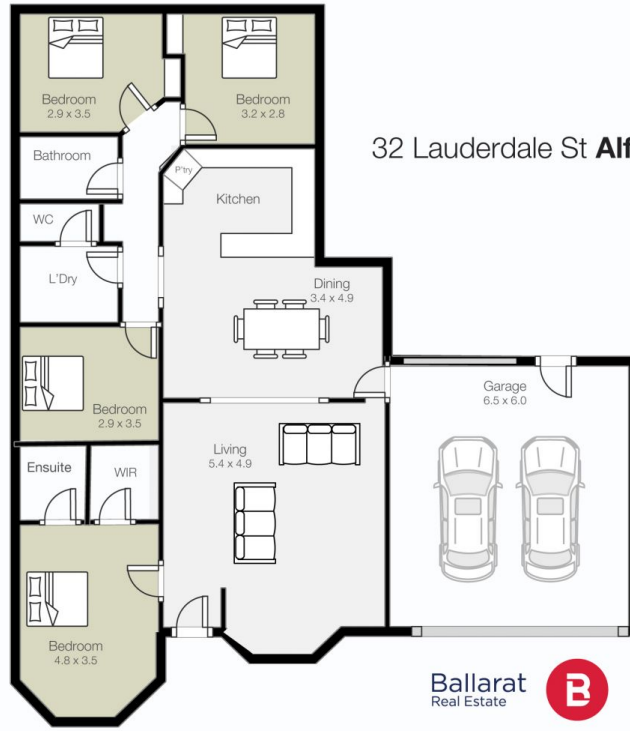 Bedroom
2.9 x 3.5
Bedroom
3.2 x 2.8
32 Lauderdale St Alf
Bathroom
P'try
Kitchen
WC
L'Dry
Dining
3.4 x 4.9
Bedroom
2.9 x 3.5
Garage
6.5 x 6.0
Living
5.4 x 4.9
Ensuite
WIR
Bedroom
4.8 x 3.5
Ballarat
Real Estate
B